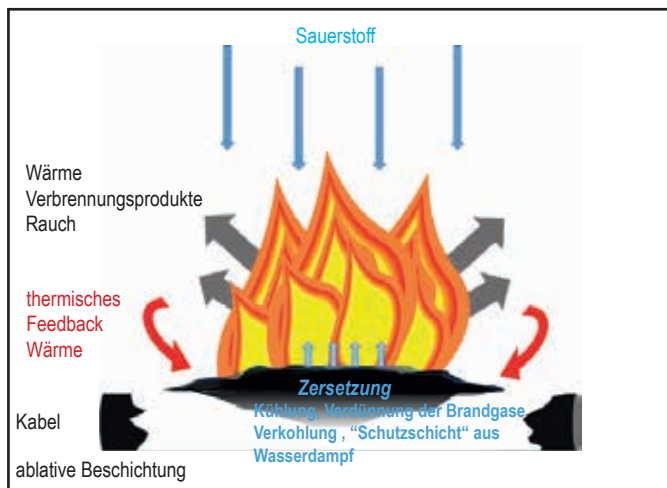 Sauerstoff
Wärme
Verbrennungsprodukte
Rauch
thermisches
Feedback
Wärme
Zersetzung
Kühlung, Verdünnung der Brandgase,
Verkohlung , “Schutzschicht“ aus
Wasserdampf
Kabel
ablative Beschichtung